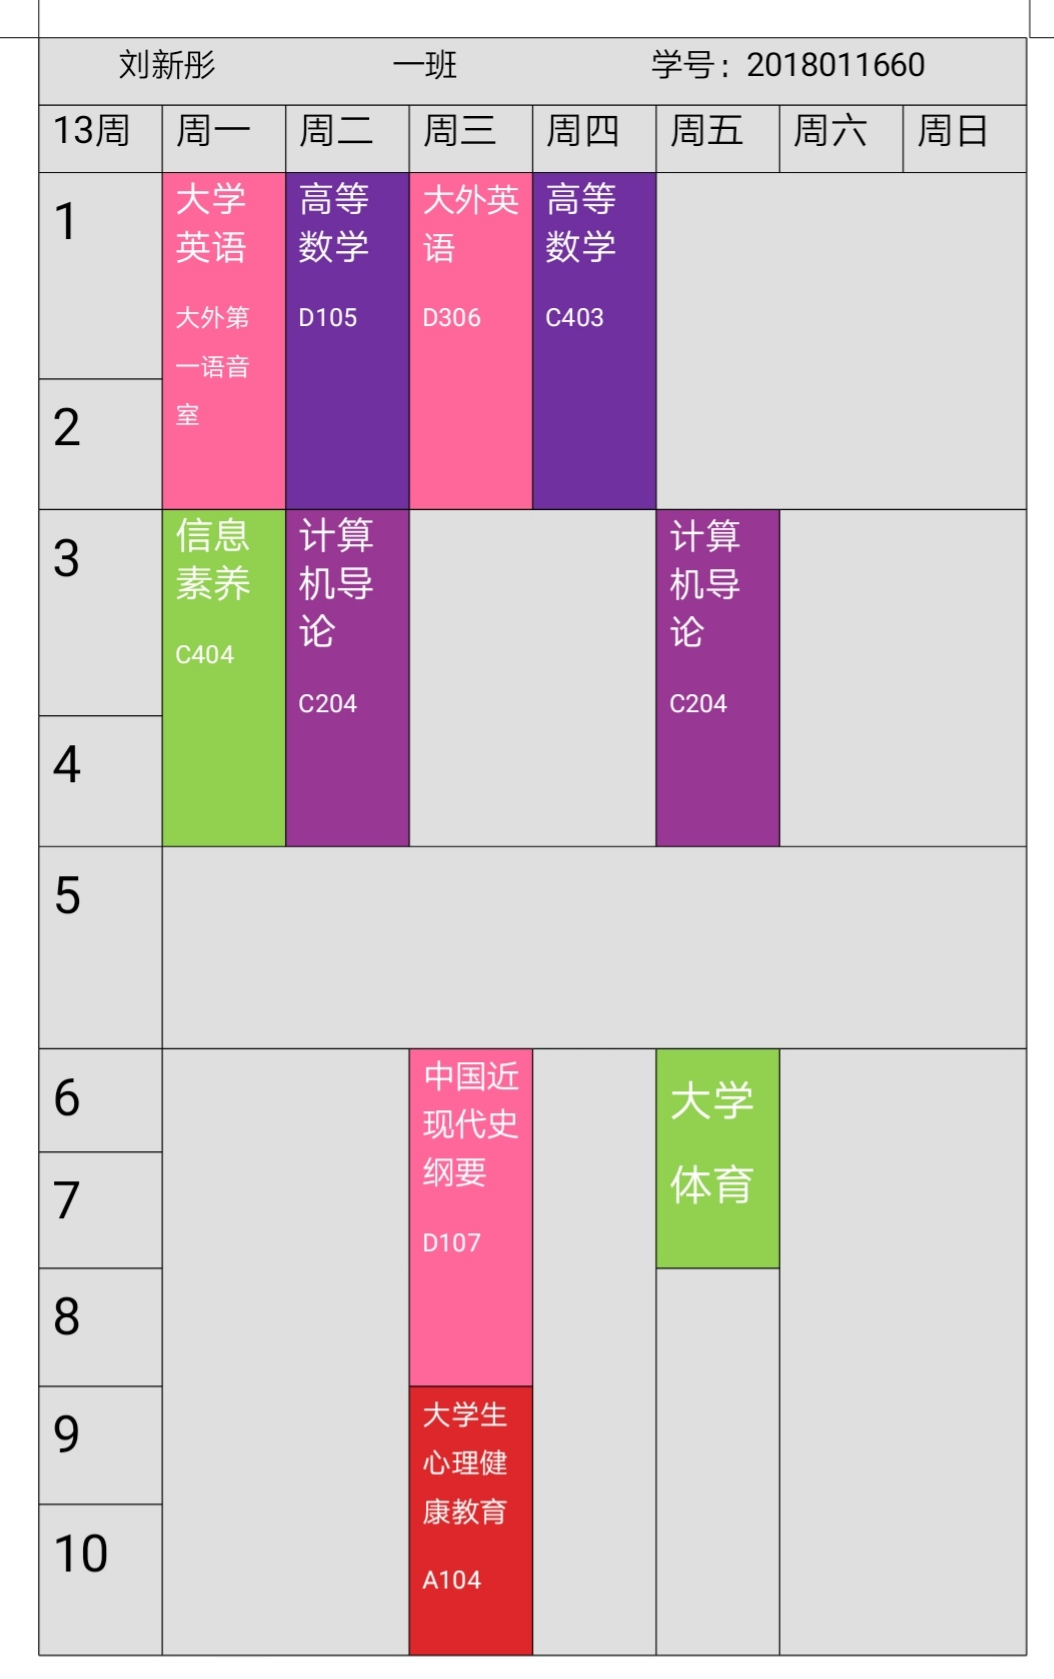 刘新彤 一班 学号：2018011660
13周 周一 周二 周三 周四 周五 周六 周日
1
大学
英语
大外第
一语音
室
高等
数学
D105
大外英
语
D306
高等
数学
C403
2
3
信息
素养
C404
计算
机导
论
C204
计算
机导
论
C204
4
5
6
中国近
现代史
纲要
D107
大学
体育
7
8
9
大学生
心理健
康教育
A104
10